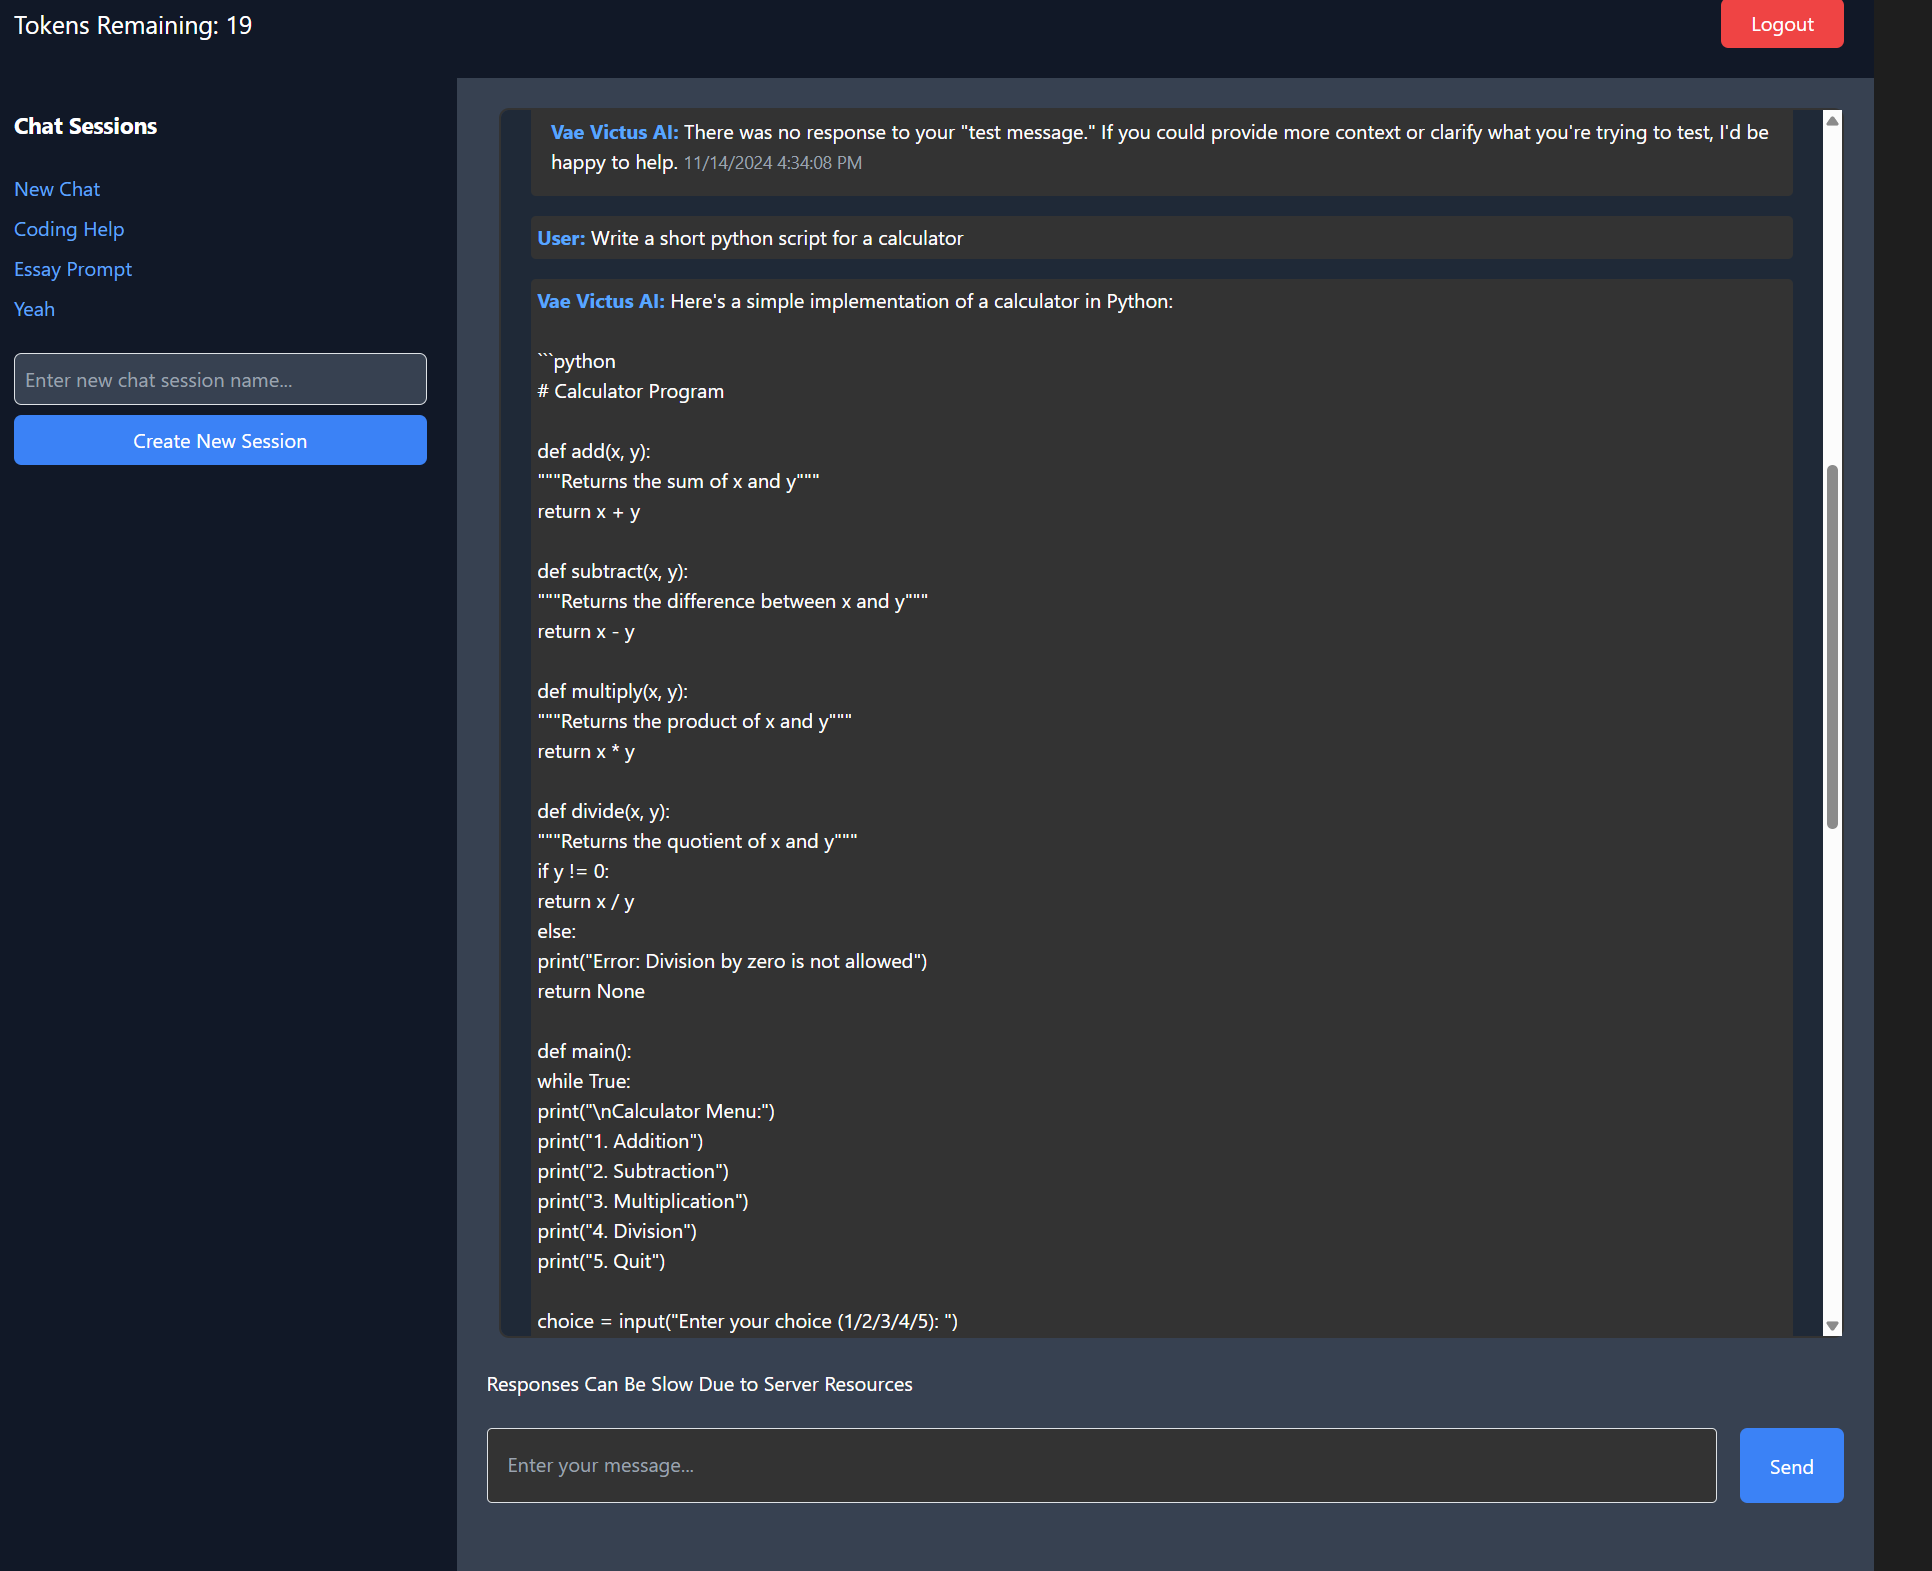 Tokens Remaining: 19
Logout
Chat Sessions
New Chat
Coding Help
Essay Prompt
Yeah
Enter new chat session name...
Create New Session
Vae Victus AI: There was no response to your "test message." If you could provide more context or clarify what you're trying to test, I'd be
happy to help. 11/14/2024 4:34:08 PM
User: Write a short python script for a calculator
Vae Victus AI: Here's a simple implementation of a calculator in Python:
```python
# Calculator Program
def add(x, y):
"""Returns the sum of x and y"""
return x + y
def subtract(x, y):
"""Returns the difference between x and y"""
return x - y
def multiply(x, y):
"""Returns the product of x and y"""
return x * y
def divide(x, y):
"""Returns the quotient of x and y"""
if y != 0:
return x / y
else:
print("Error: Division by zero is not allowed")
return None
def main():
while True:
print("\nCalculator Menu:")
print("1. Addition")
print("2. Subtraction")
print("3. Multiplication")
print("4. Division")
print("5. Quit")
choice = input("Enter your choice (1/2/3/4/5): ")
Responses Can Be Slow Due to Server Resources
Enter your message...
Send